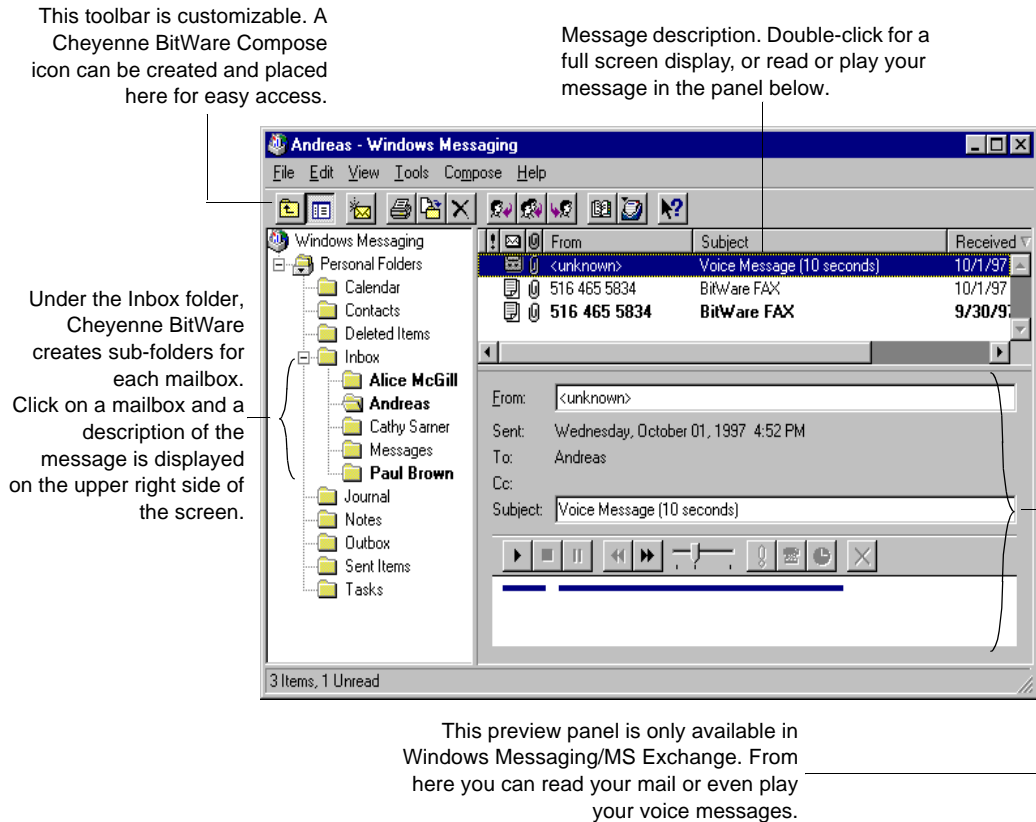 This toolbar is customizable. A
Cheyenne BitWare Compose
icon can be created and placed
here for easy access.
Message description. Double-click for a
full screen display, or read or play your
message in the panel below.
Andreas - Windows Messaging
File Edit View Tools Compose Help
Windows Messaging
Personal Folders
Calendar
Contacts
Deleted Items
Inbox
Alice McGill
Andreas
Cathy Sarner
Messages
Paul Brown
Journal
Notes
Outbox
Sent Items
Tasks
! From Subject Received
<unknown> Voice Message (10 seconds) 10/1/97
516 465 5834 BitWare FAX 10/1/97
516 465 5834 BitWare FAX 9/30/97
Under the Inbox folder,
Cheyenne BitWare
creates sub-folders for
each mailbox.
Click on a mailbox and a
description of the
message is displayed
on the upper right side of
the screen.
From: <unknown>
Sent: Wednesday, October 01, 1997 4:52 PM
To: Andreas
Cc:
Subject: Voice Message (10 seconds)
3 Items, 1 Unread
This preview panel is only available in
Windows Messaging/MS Exchange. From
here you can read your mail or even play
your voice messages.